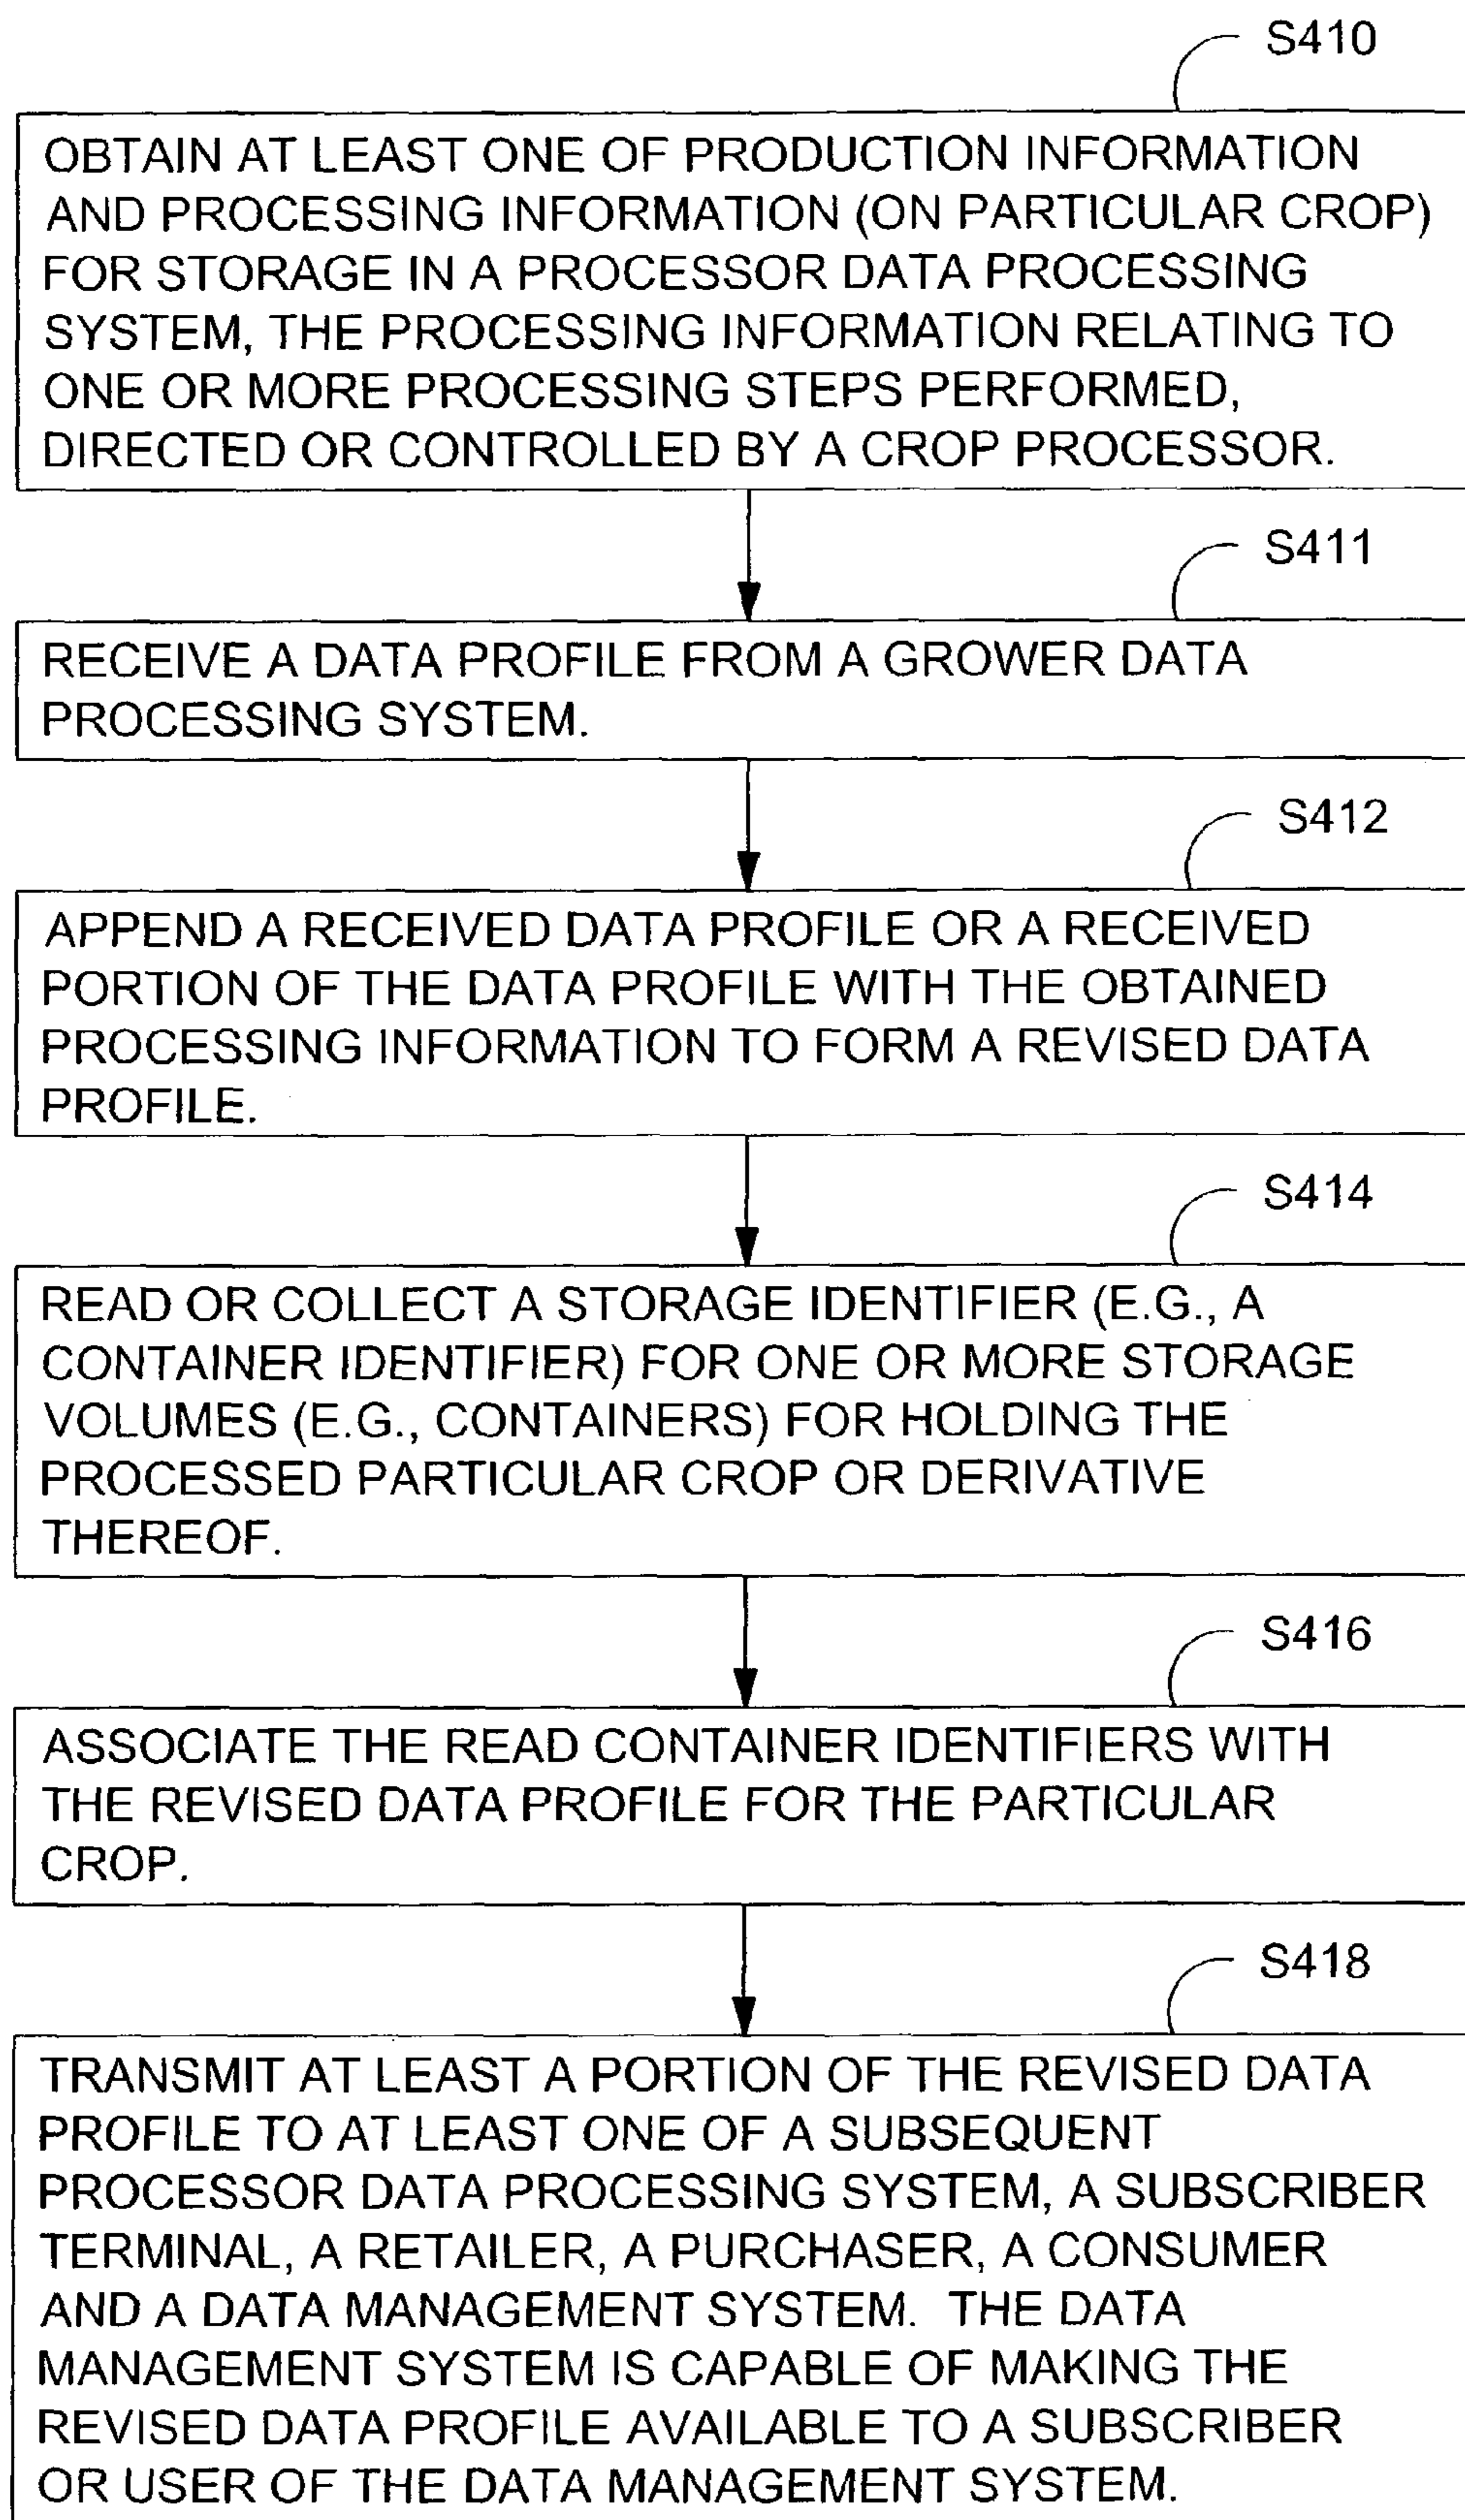 S410
OBTAIN AT LEAST ONE OF PRODUCTION INFORMATION
AND PROCESSING INFORMATION (ON PARTICULAR CROP)
FOR STORAGE IN A PROCESSOR DATA PROCESSING
SYSTEM, THE PROCESSING INFORMATION RELATING TO
ONE OR MORE PROCESSING STEPS PERFORMED,
DIRECTED OR CONTROLLED BY A CROP PROCESSOR.
S411
RECEIVE A DATA PROFILE FROM A GROWER DATA
PROCESSING SYSTEM.
S412
APPEND A RECEIVED DATA PROFILE OR A RECEIVED
PORTION OF THE DATA PROFILE WITH THE OBTAINED
PROCESSING INFORMATION TO FORM A REVISED DATA
PROFILE.
S414
READ OR COLLECT A STORAGE IDENTIFIER (E.G., A
CONTAINER IDENTIFIER) FOR ONE OR MORE STORAGE
VOLUMES (E.G., CONTAINERS) FOR HOLDING THE
PROCESSED PARTICULAR CROP OR DERIVATIVE
THEREOF.
S416
ASSOCIATE THE READ CONTAINER IDENTIFIERS WITH
THE REVISED DATA PROFILE FOR THE PARTICULAR
CROP.
S418
TRANSMIT AT LEAST A PORTION OF THE REVISED DATA
PROFILE TO AT LEAST ONE OF A SUBSEQUENT
PROCESSOR DATA PROCESSING SYSTEM, A SUBSCRIBER
TERMINAL, A RETAILER, A PURCHASER, A CONSUMER
AND A DATA MANAGEMENT SYSTEM.  THE DATA
MANAGEMENT SYSTEM IS CAPABLE OF MAKING THE
REVISED DATA PROFILE AVAILABLE TO A SUBSCRIBER
OR USER OF THE DATA MANAGEMENT SYSTEM.